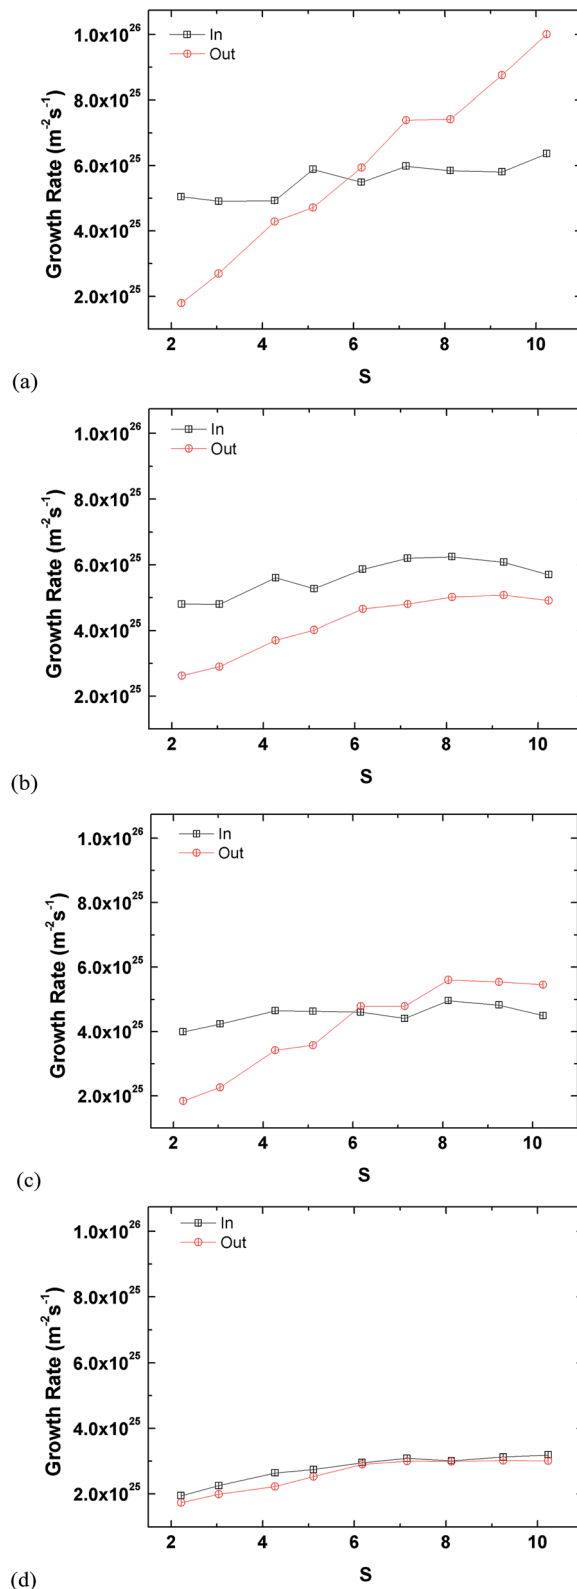 1.0x10²⁶
In
Out
8.0x10²⁵
6.0x10²⁵
4.0x10²⁵
2.0x10²⁵
Growth Rate (m⁻²s⁻¹)
2 4 6 8 10
S
(a)
1.0x10²⁶
In
Out
8.0x10²⁵
6.0x10²⁵
4.0x10²⁵
2.0x10²⁵
Growth Rate (m⁻²s⁻¹)
2 4 6 8 10
S
(b)
1.0x10²⁶
In
Out
8.0x10²⁵
6.0x10²⁵
4.0x10²⁵
2.0x10²⁵
Growth Rate (m⁻²s⁻¹)
2 4 6 8 10
S
(c)
1.0x10²⁶
In
Out
8.0x10²⁵
6.0x10²⁵
4.0x10²⁵
2.0x10²⁵
Growth Rate (m⁻²s⁻¹)
2 4 6 8 10
S
(d)